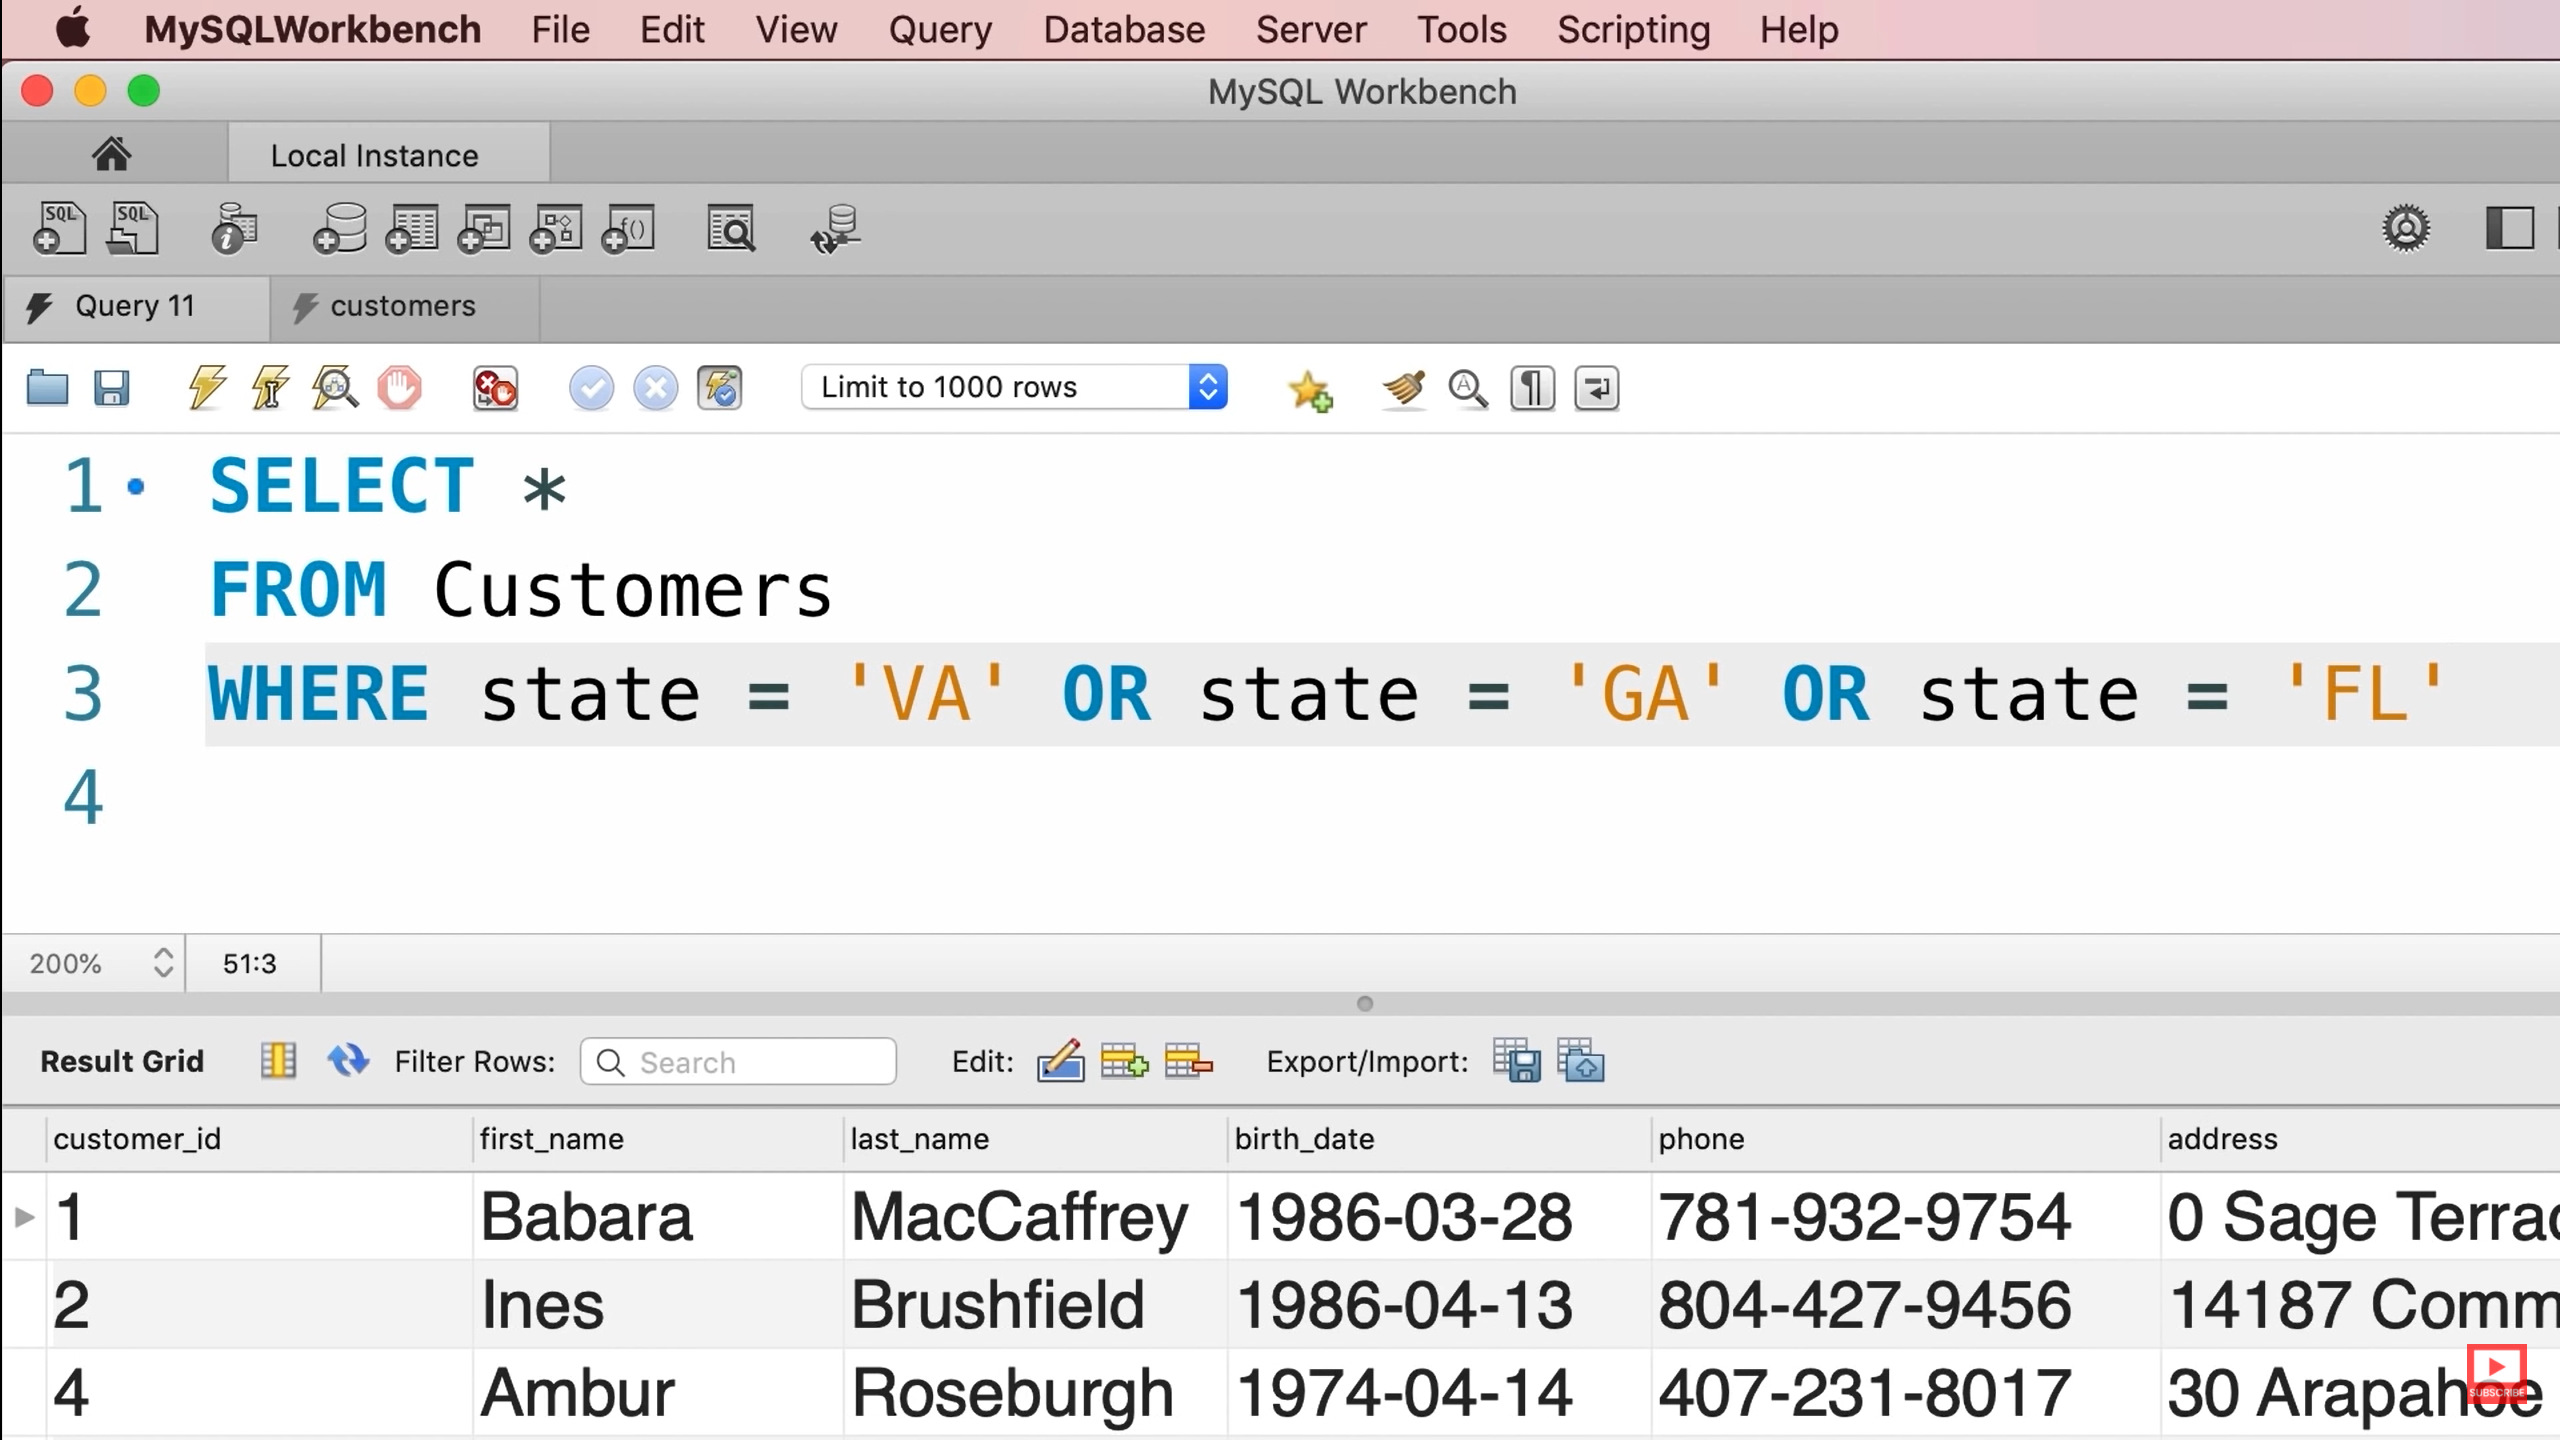 MySQLWorkbench File Edit View Query Database Server Tools Scripting Help
MySQL Workbench
Local Instance
SQL SQL f()
Query 11 customers
Limit to 1000 rows
1 SELECT *
2 FROM Customers
3 WHERE state = 'VA' OR state = 'GA' OR state = 'FL'
4
200% 51:3
Result Grid Filter Rows: Search Edit: Export/Import:
customer_id first_name last_name birth_date phone address
1 Babara MacCaffrey 1986-03-28 781-932-9754 0 Sage Terrac
2 Ines Brushfield 1986-04-13 804-427-9456 14187 Comm
4 Ambur Roseburgh 1974-04-14 407-231-8017 30 Arapahoe
SUBSCRIBE